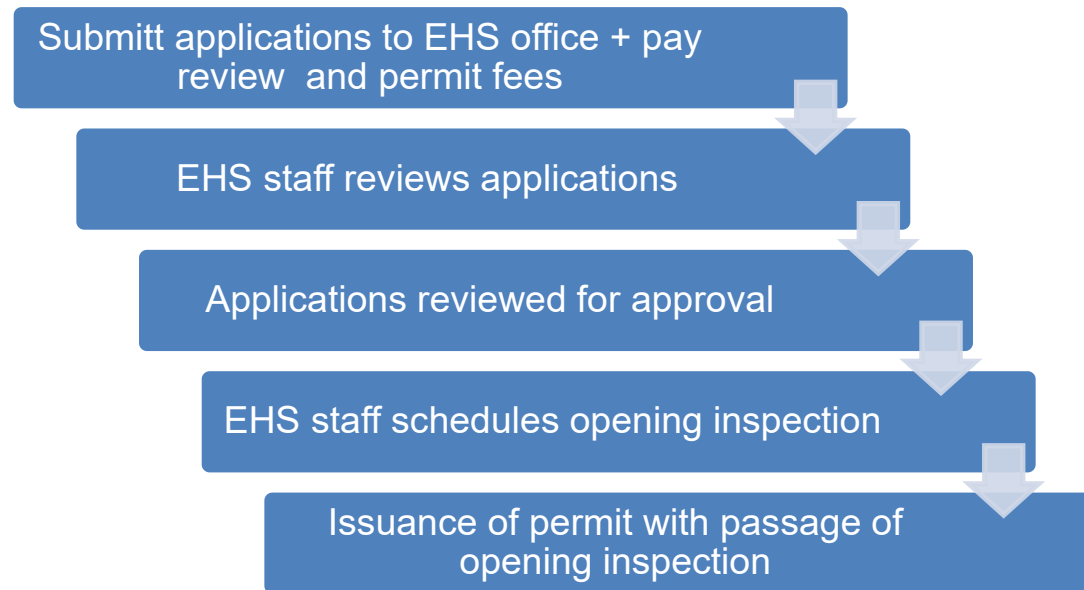 Submitt applications to EHS office + pay
review  and permit fees
EHS staff reviews applications
Applications reviewed for approval
EHS staff schedules opening inspection
Issuance of permit with passage of
opening inspection